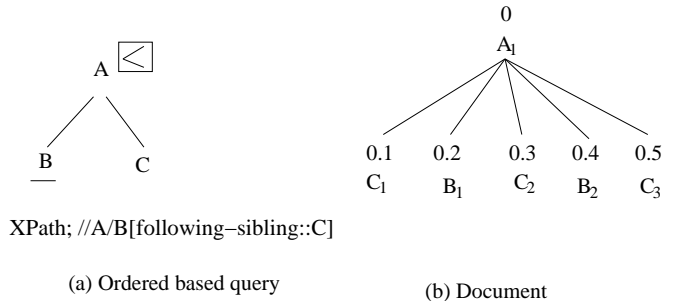 0
A <
A1
B
C
0.1 0.2 0.3 0.4 0.5
C1 B1 C2 B2 C3
XPath; //A/B[following−sibling::C]
(a) Ordered based query
(b) Document